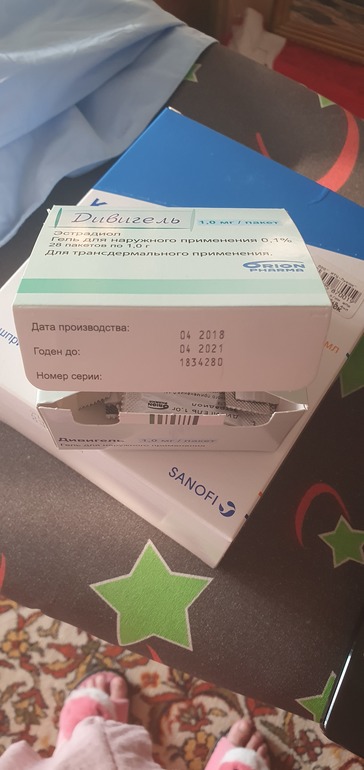 Дивигель 1,0 мг / пакет
Эстрадиол
Гель для наружного применения 0,1%
28 пакетов по 1,0 г
Для трансдермального применения.
ORION
PHARMA
Дата производства: 04 2018
Годен до: 04 2021
Номер серии: 1834280
Дивигель 1,0 мг / пакет
Гель для наружного применения
SANOFI